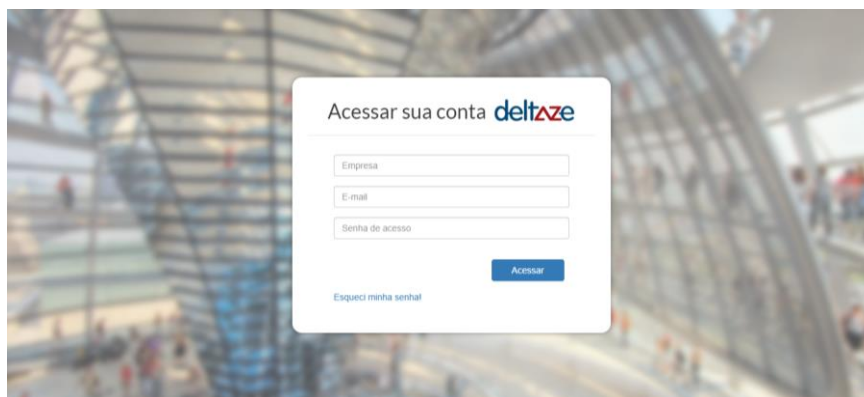 Acessar sua conta deltaze
Empresa
E-mail
Senha de acesso
Acessar
Esqueci minha senha!